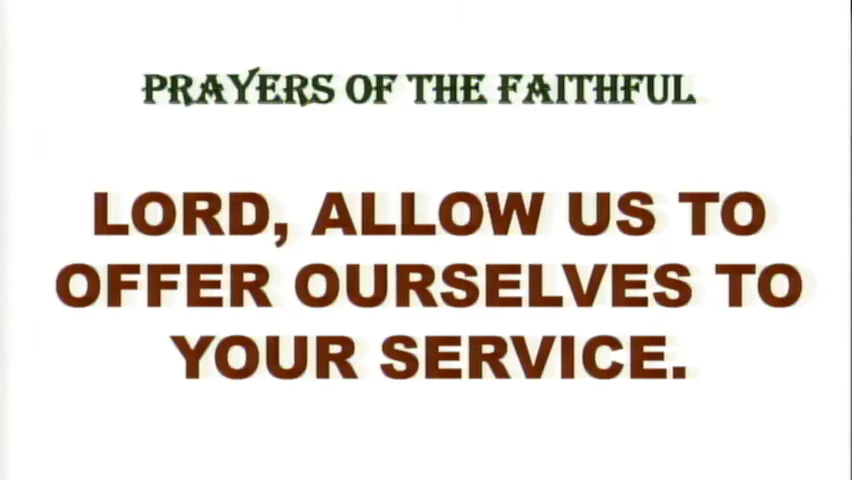 PRAYERS OF THE FAITHFUL
LORD, ALLOW US TO
OFFER OURSELVES TO
YOUR SERVICE.